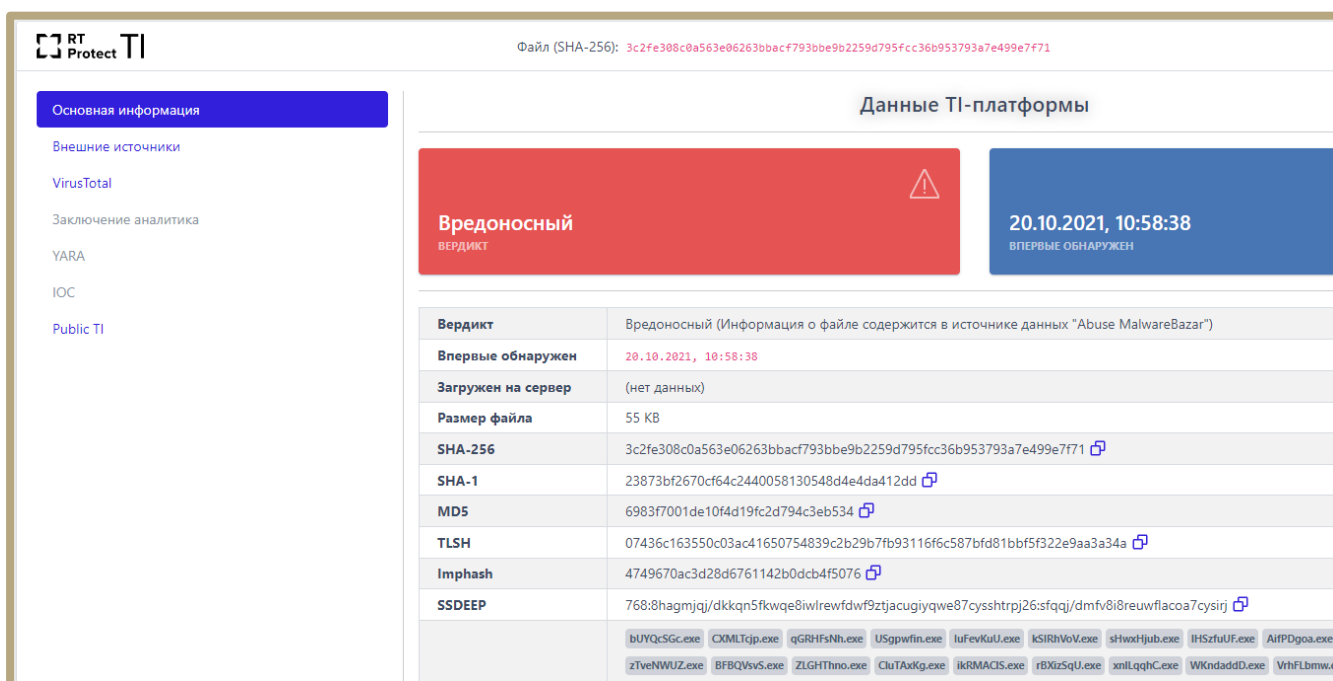 RT Protect TI
Файл (SHA-256): 3c2fe308c0a563e06263bbacf793bbe9b2259d795fcc36b953793a7e499e7f71
Основная информация
Внешние источники
VirusTotal
Заключение аналитика
YARA
IOC
Public TI
Данные TI-платформы
Вредоносный
ВЕРДИКТ
20.10.2021, 10:58:38
ВПЕРВЫЕ ОБНАРУЖЕН
Вердикт Вредоносный (Информация о файле содержится в источнике данных "Abuse MalwareBazar")
Впервые обнаружен 20.10.2021, 10:58:38
Загружен на сервер (нет данных)
Размер файла 55 KB
SHA-256 3c2fe308c0a563e06263bbacf793bbe9b2259d795fcc36b953793a7e499e7f71
SHA-1 23873bf2670cf64c2440058130548d4e4da412dd
MD5 6983f7001de10f4d19fc2d794c3eb534
TLSH 07436c163550c03ac41650754839c2b29b7fb93116f6c587bfd81bbf5f322e9aa3a34a
Imphash 4749670ac3d28d6761142b0dcb4f5076
SSDEEP 768:8hagmjqj/dkkqn5fkwqe8iwlrewfdwf9ztjacugiyqwe87cysshtrpj26:sfqqj/dmfv8i8reuwflacoa7cysirj
bUYQcSGc.exe CXMLTcjp.exe qGRHFsNh.exe USgpwfin.exe luFevKuU.exe kSlRhVoV.exe sHwxHjub.exe IHSzfuUF.exe AifPDgoa.exe
zTveNWUZ.exe BFBQVsvS.exe ZLGHThno.exe CluTAxKg.exe ikRMACIS.exe rBXizSqU.exe xnlLqqhC.exe WKndaddD.exe VrhFLbmw.e